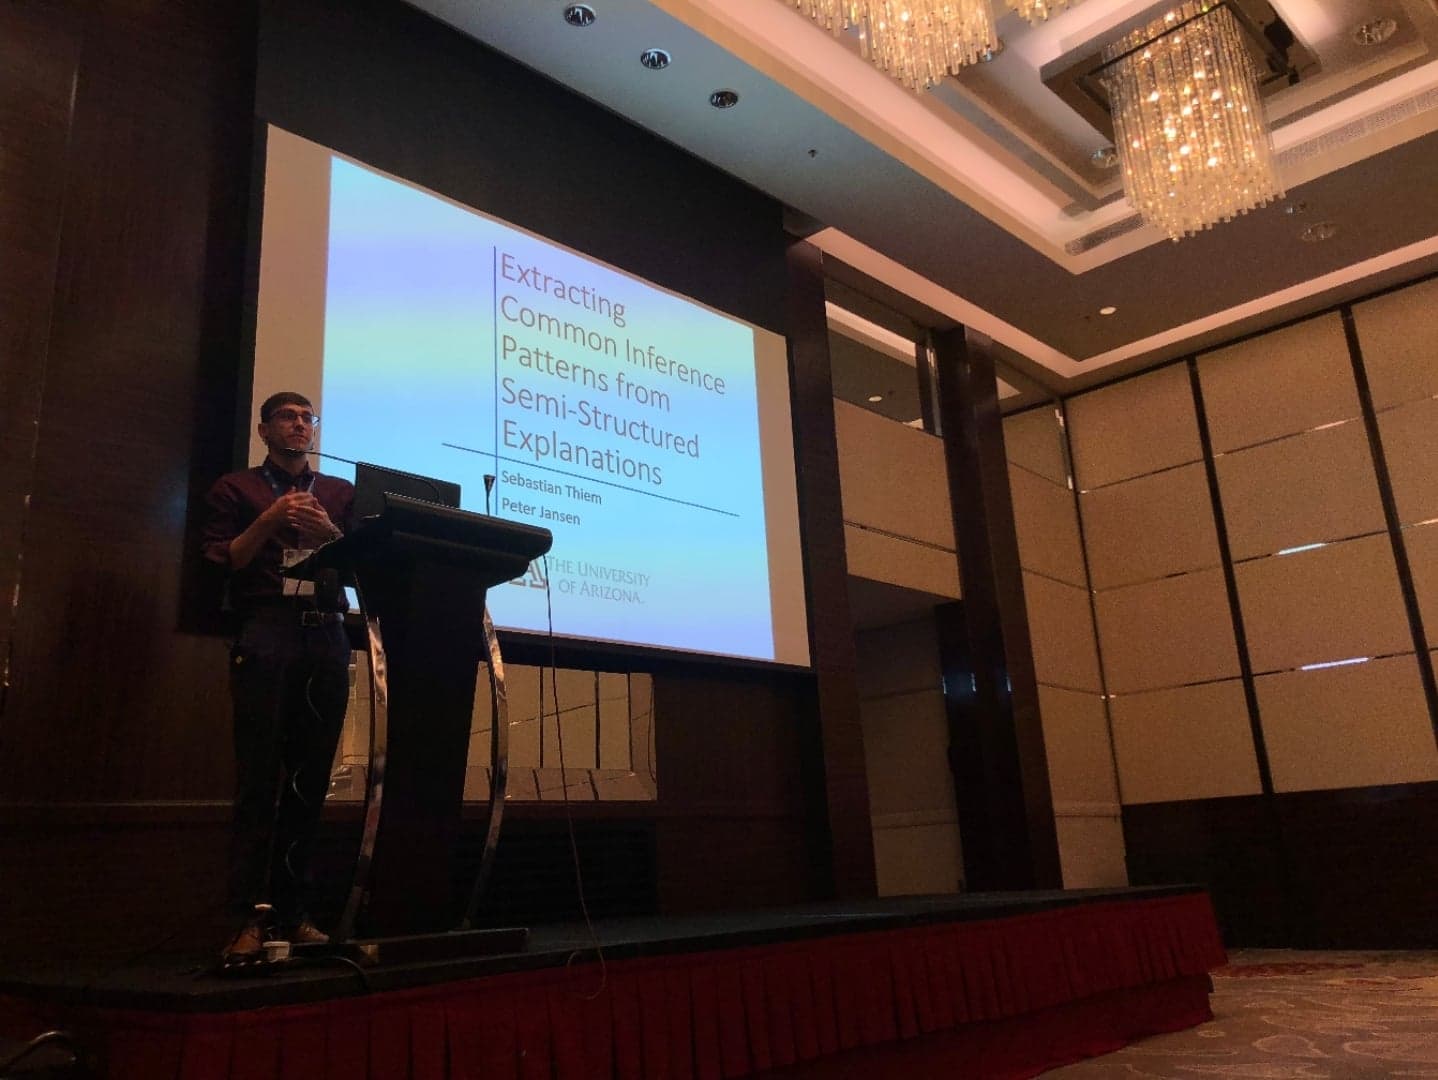 Extracting
Common Inference
Patterns from
Semi-Structured
Explanations
Sebastian Thiem
Peter Jansen
A THE UNIVERSITY
OF ARIZONA.